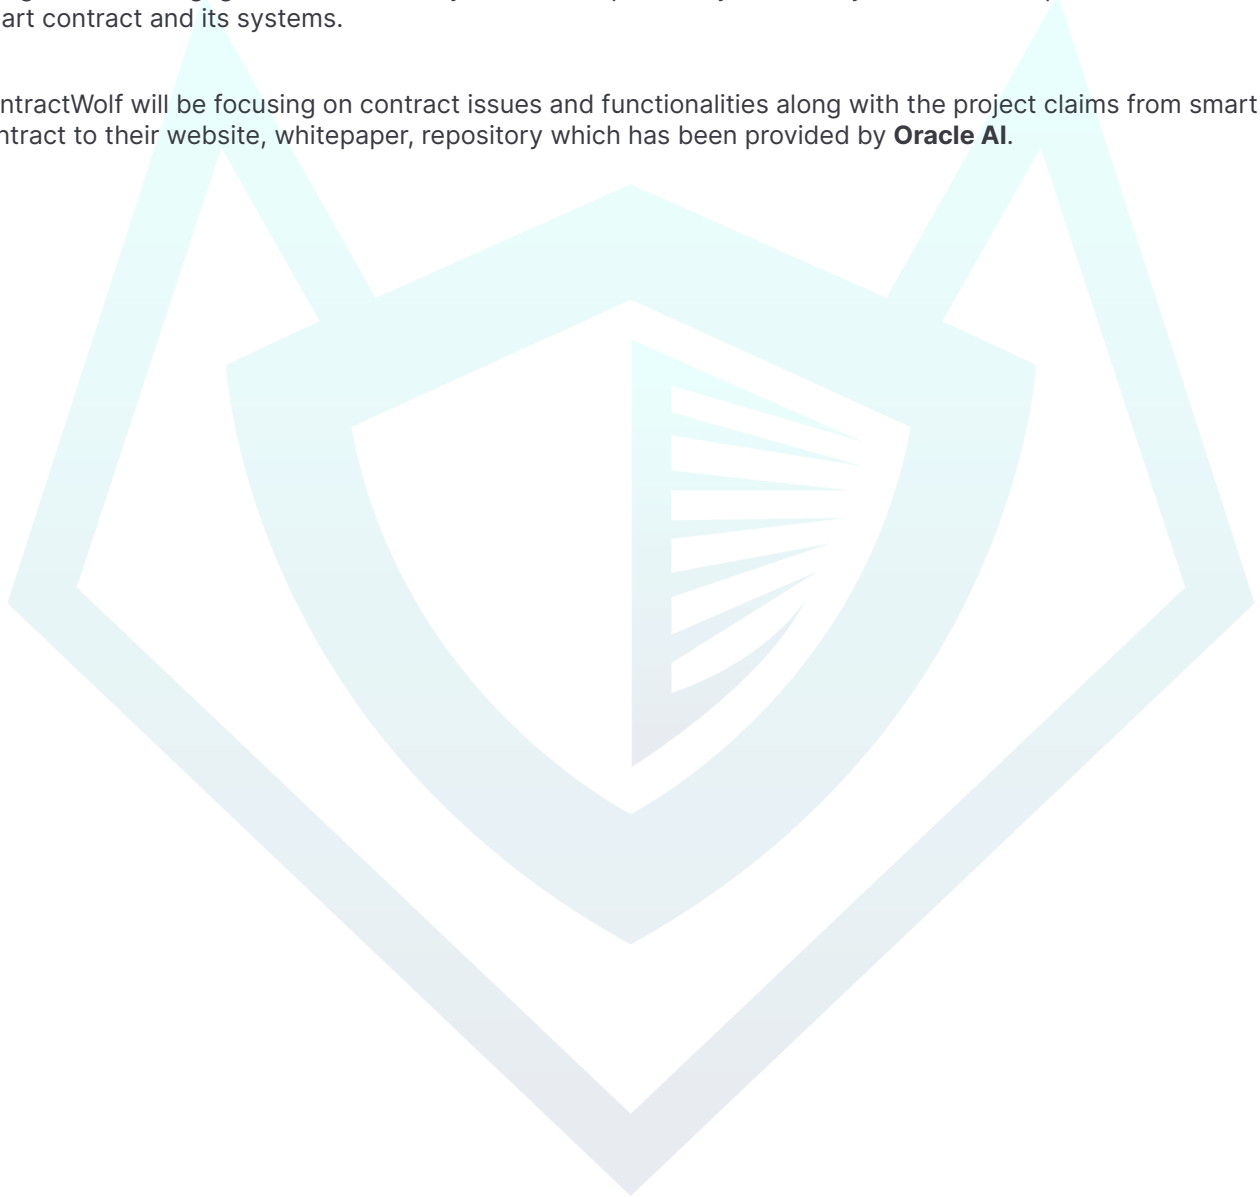 art contract and its systems.
ntractWolf will be focusing on contract issues and functionalities along with the project claims from smart
ntract to their website, whitepaper, repository which has been provided by Oracle AI.